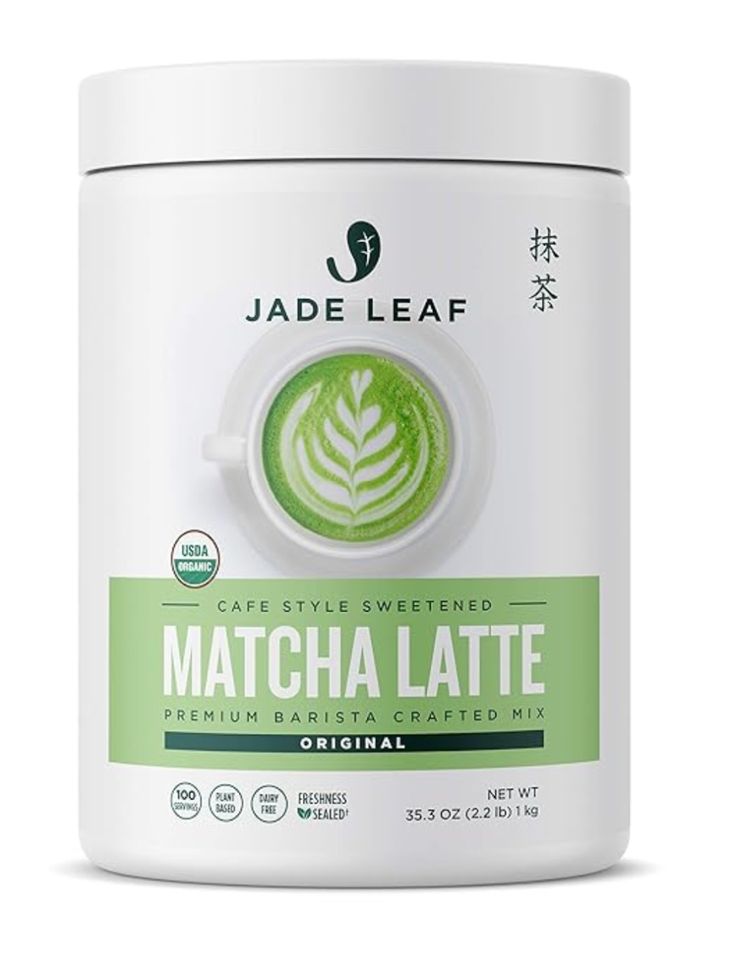 JADE LEAF
抹茶
USDA
ORGANIC
CAFE STYLE SWEETENED
MATCHA LATTE
PREMIUM BARISTA CRAFTED MIX
ORIGINAL
100
SERVINGS
PLANT
BASED
DAIRY
FREE
FRESHNESS
SEALED†
NET WT
35.3 OZ (2.2 lb) 1 kg